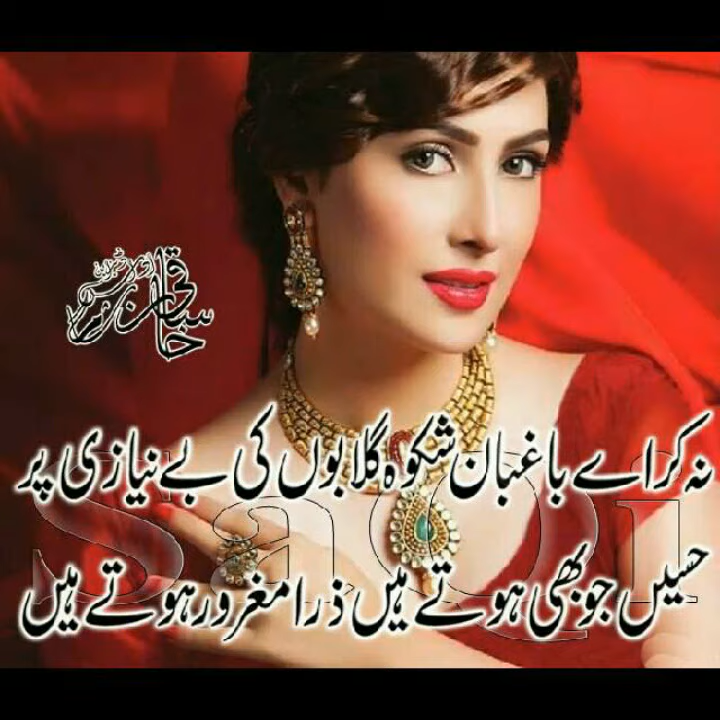 نہ کر اے باغبان شکوہ گلابوں کی بے نیازی پر
حسیں جو بھی ہوتے ہیں ذرا مغرور ہوتے ہیں
SaQi